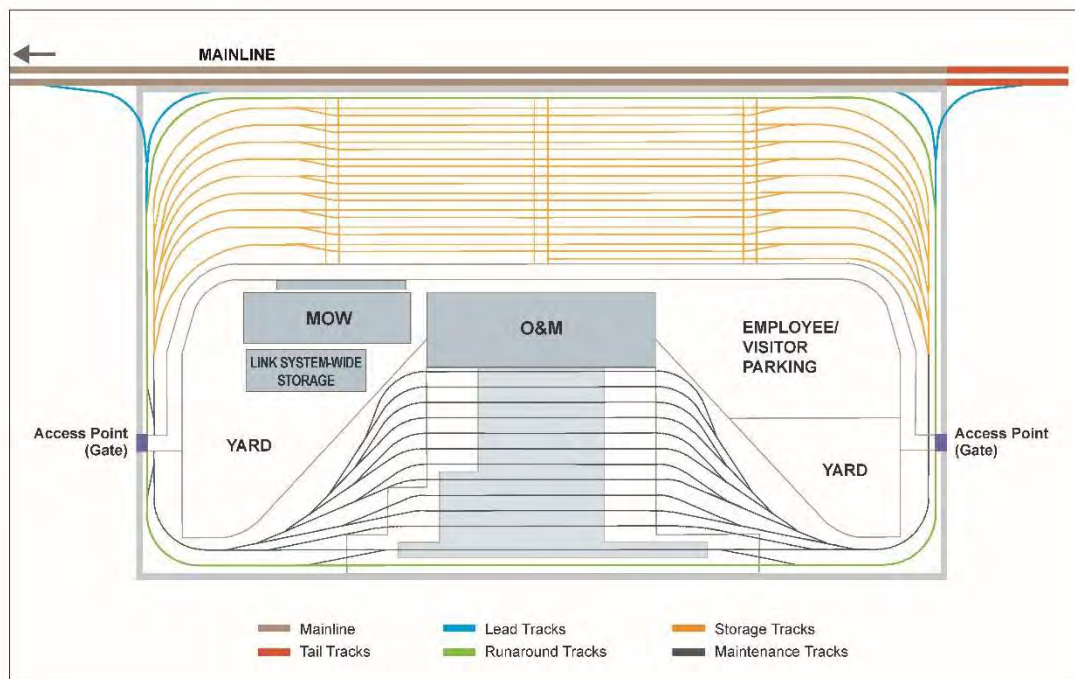 MAINLINE
MOW
O&M
EMPLOYEE/
VISITOR
PARKING
LINK SYSTEM-WIDE
STORAGE
Access Point
(Gate)
YARD
YARD
Access Point
(Gate)
Mainline
Lead Tracks
Storage Tracks
Tail Tracks
Runaround Tracks
Maintenance Tracks